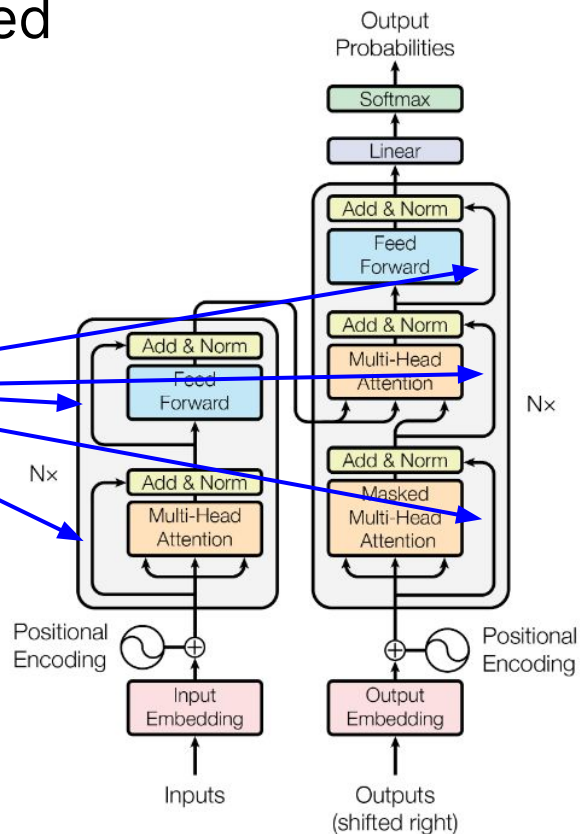 ed
Output
Probabilities
Softmax
Linear
Add & Norm
Feed
Forward
Add & Norm
Multi-Head
Attention
Nx
Add & Norm
Masked
Multi-Head
Attention
Add & Norm
Feed
Forward
Nx
Add & Norm
Multi-Head
Attention
Positional
Encoding
Positional
Encoding
Input
Embedding
Output
Embedding
Inputs
Outputs
(shifted right)